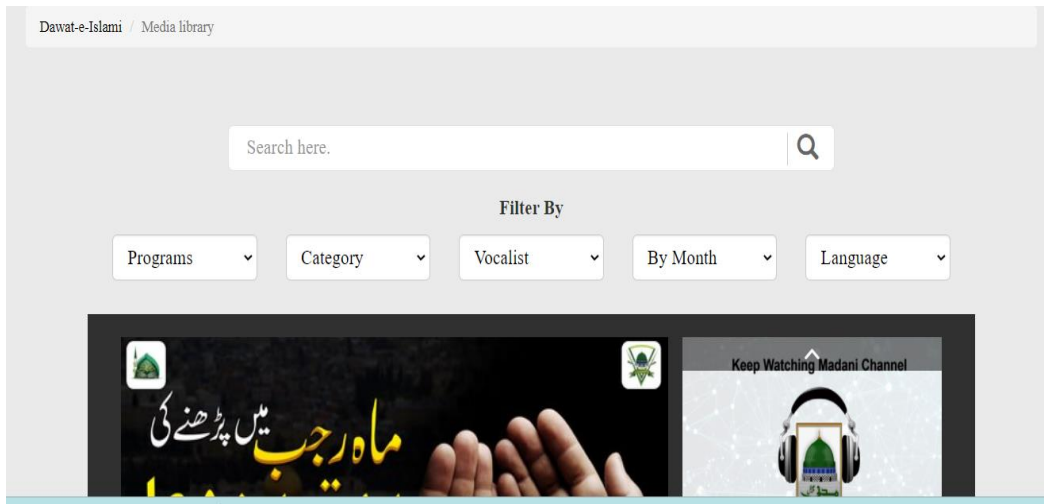 Dawat-e-Islami / Media library
Search here.
Filter By
Programs Category Vocalist By Month Language
Keep Watching Madani Channel
ماہ رجب میں پڑھنے کی